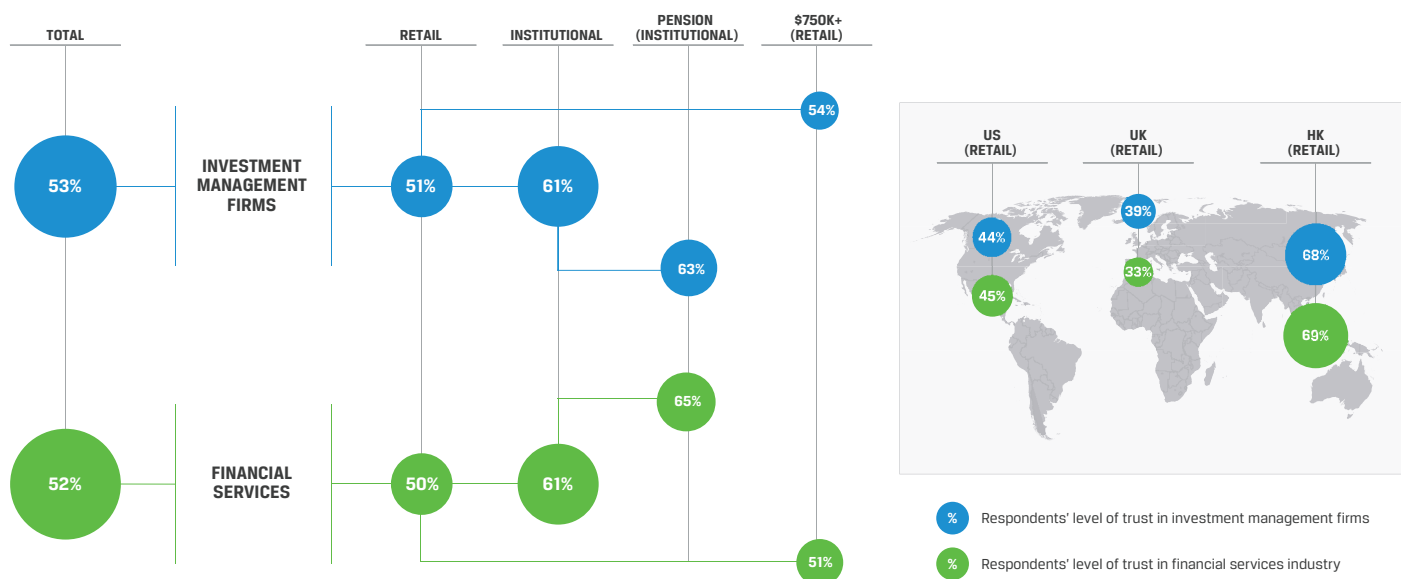 TOTAL
RETAIL
INSTITUTIONAL
PENSION
(INSTITUTIONAL)
$750K+
(RETAIL)
54%
53%
INVESTMENT
MANAGEMENT
FIRMS
51%
61%
63%
65%
52%
FINANCIAL
SERVICES
50%
61%
51%
US
(RETAIL)
UK
(RETAIL)
HK
(RETAIL)
44%
39%
68%
45%
33%
69%
% Respondents' level of trust in investment management firms
% Respondents' level of trust in financial services industry